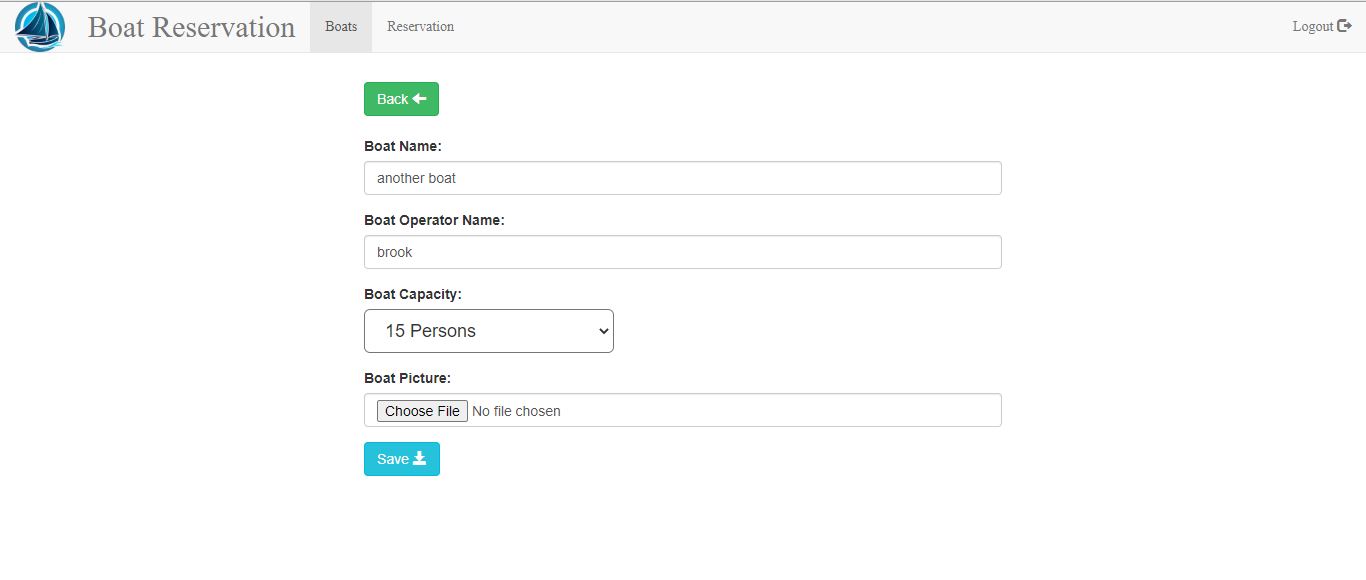 Boat Reservation Boats Reservation Logout
Back
Boat Name:
another boat
Boat Operator Name:
brook
Boat Capacity:
15 Persons
Boat Picture:
Choose File No file chosen
Save